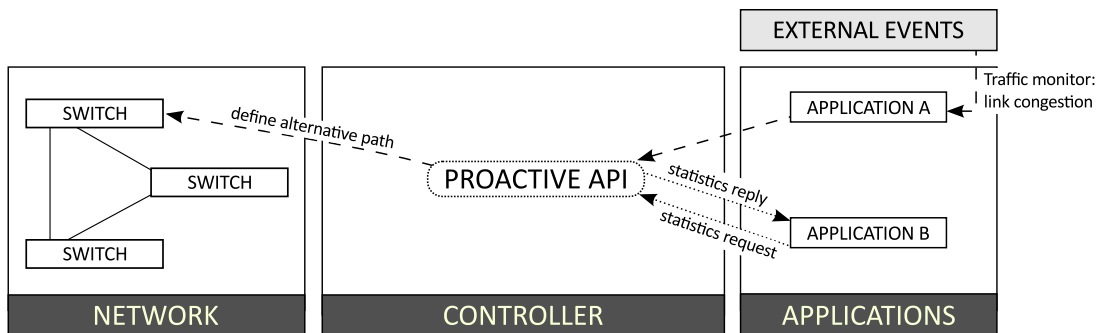 EXTERNAL EVENTS
Traffic monitor:
link congestion
SWITCH
define alternative path
APPLICATION A
SWITCH
PROACTIVE API
statistics reply
statistics request
APPLICATION B
SWITCH
NETWORK
CONTROLLER
APPLICATIONS